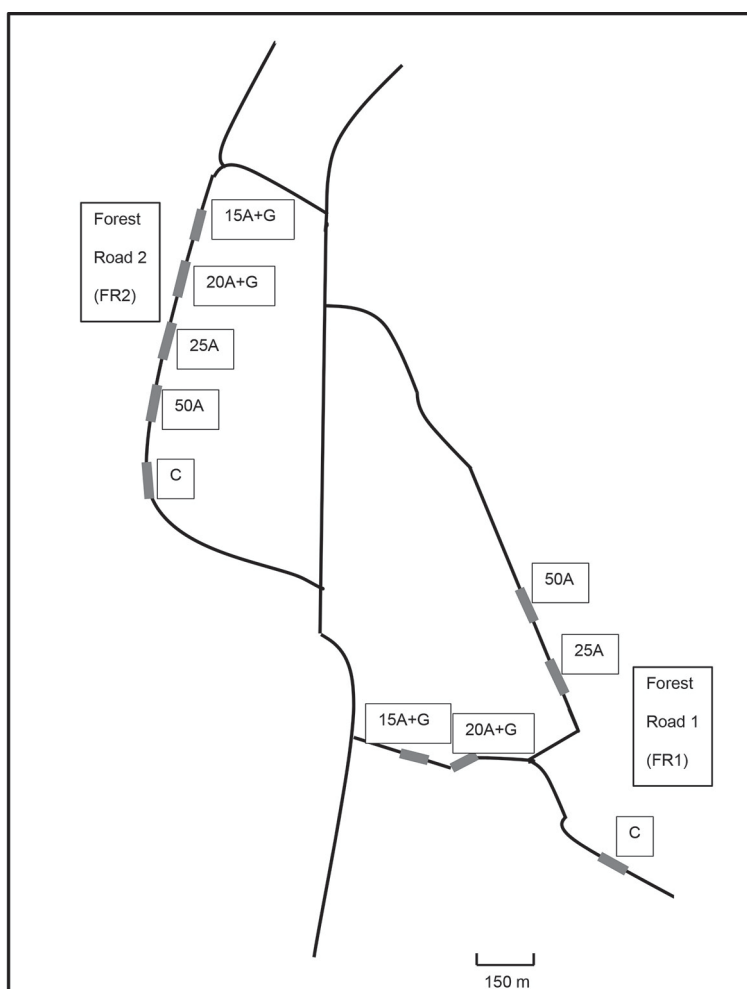 Forest
Road 2
(FR2)
15A+G
20A+G
25A
50A
C
50A
25A
15A+G
20A+G
Forest
Road 1
(FR1)
C
150 m